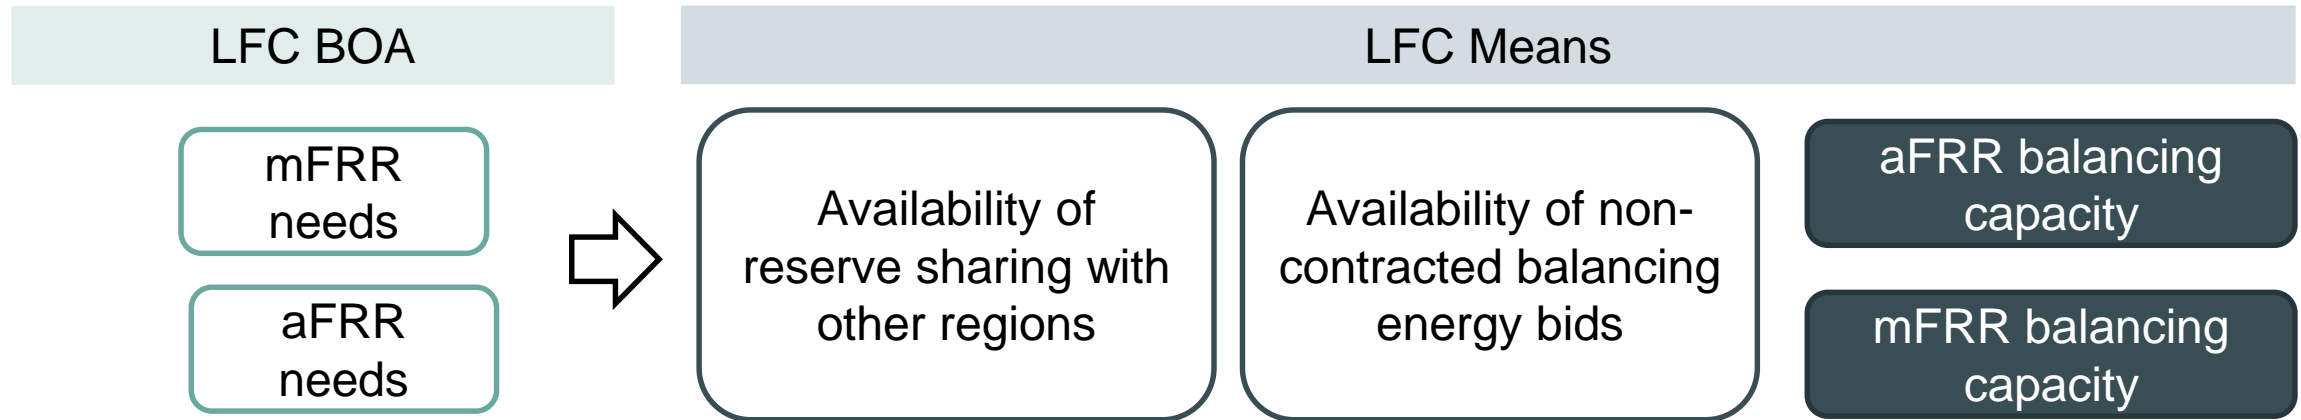 LFC BOA
LFC Means
mFRR
needs
aFRR
needs
Availability of
reserve sharing with
other regions
Availability of non-
contracted balancing
energy bids
aFRR balancing
capacity
mFRR balancing
capacity